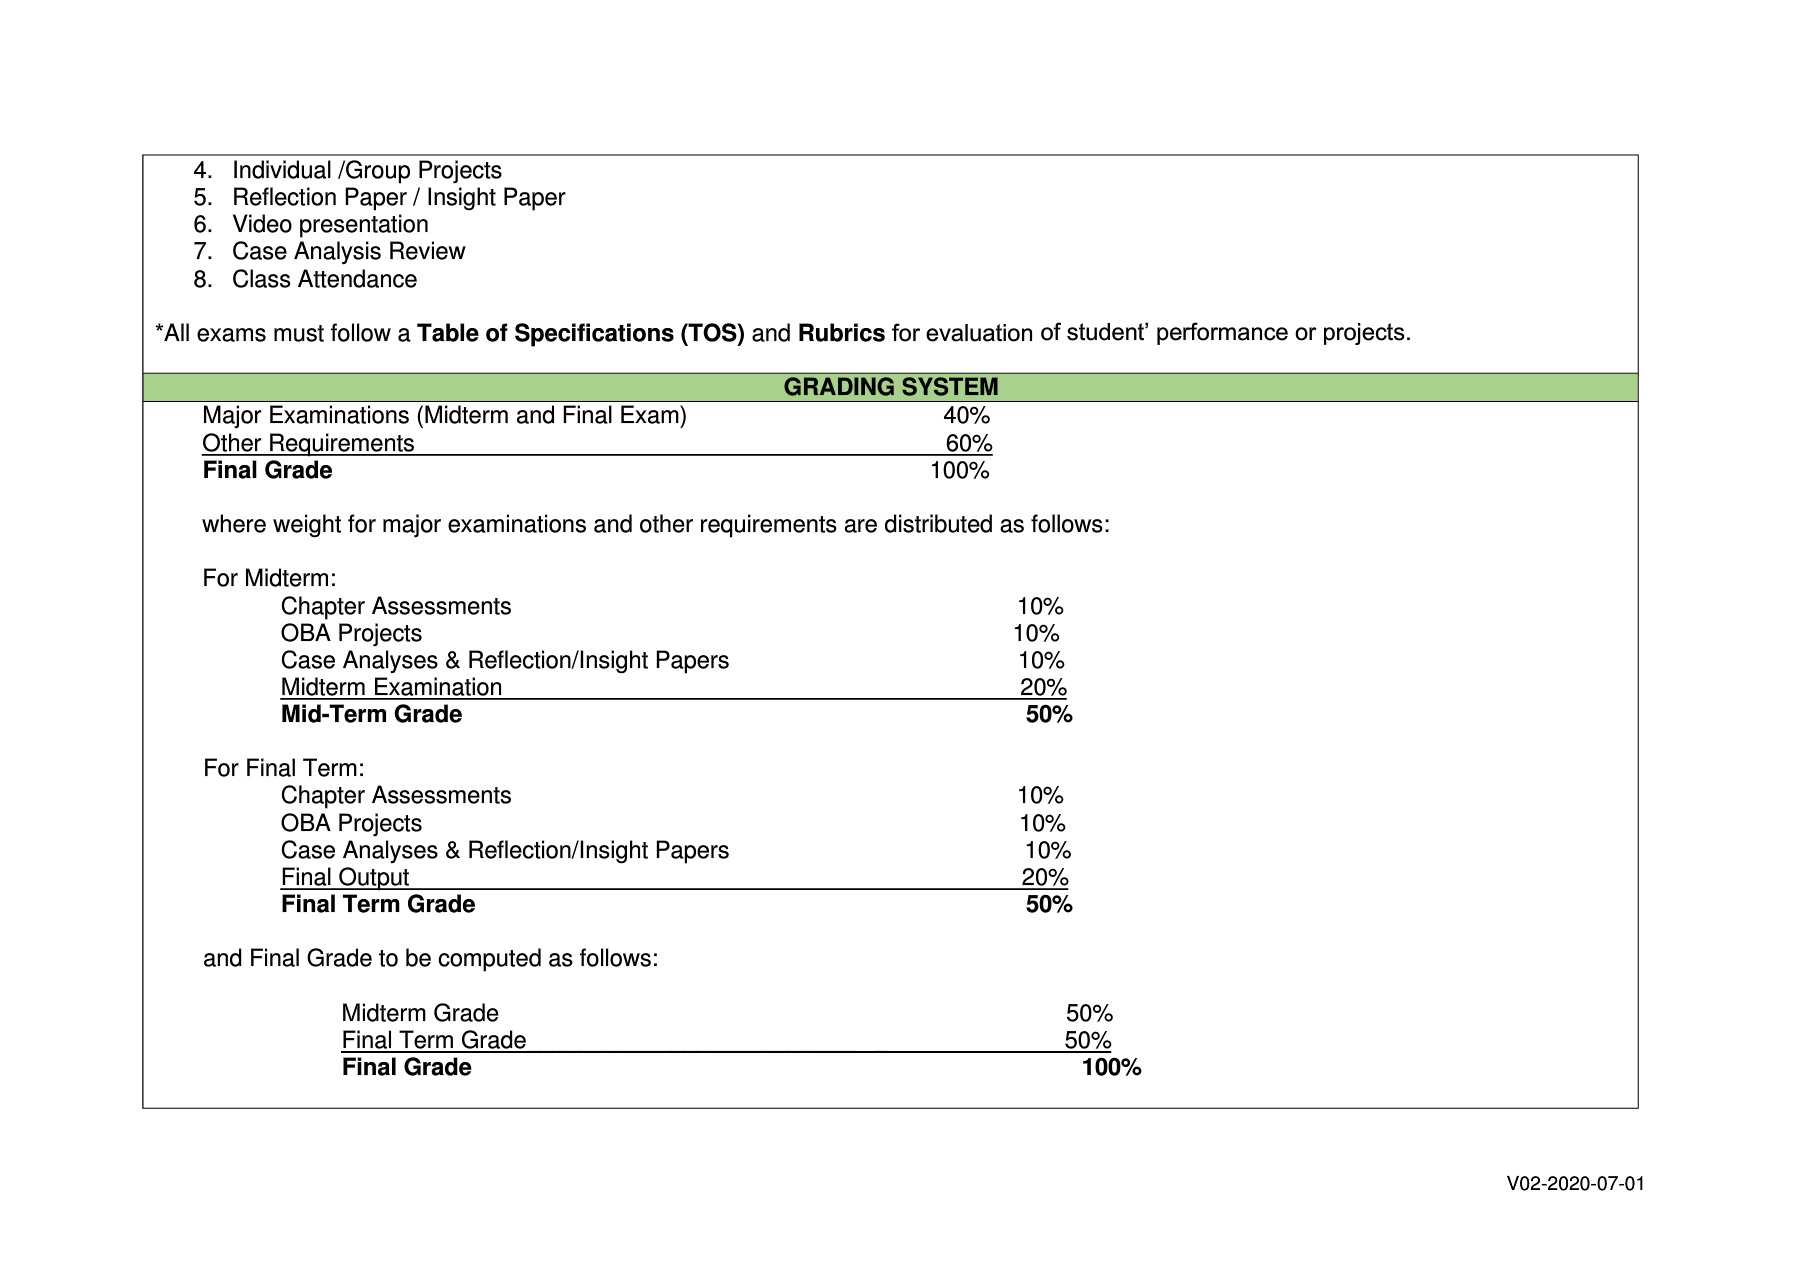 4. Individual /Group Projects
5. Reflection Paper / Insight Paper
6. Video presentation
7. Case Analysis Review
8. Class Attendance
*All exams must follow a Table of Specifications (TOS) and Rubrics for evaluation of student’ performance or projects.
GRADING SYSTEM
Major Examinations (Midterm and Final Exam) 40%
Other Requirements 60%
Final Grade 100%
where weight for major examinations and other requirements are distributed as follows:
For Midterm:
Chapter Assessments 10%
OBA Projects 10%
Case Analyses & Reflection/Insight Papers 10%
Midterm Examination 20%
Mid-Term Grade 50%
For Final Term:
Chapter Assessments 10%
OBA Projects 10%
Case Analyses & Reflection/Insight Papers 10%
Final Output 20%
Final Term Grade 50%
and Final Grade to be computed as follows:
Midterm Grade 50%
Final Term Grade 50%
Final Grade 100%
V02-2020-07-01